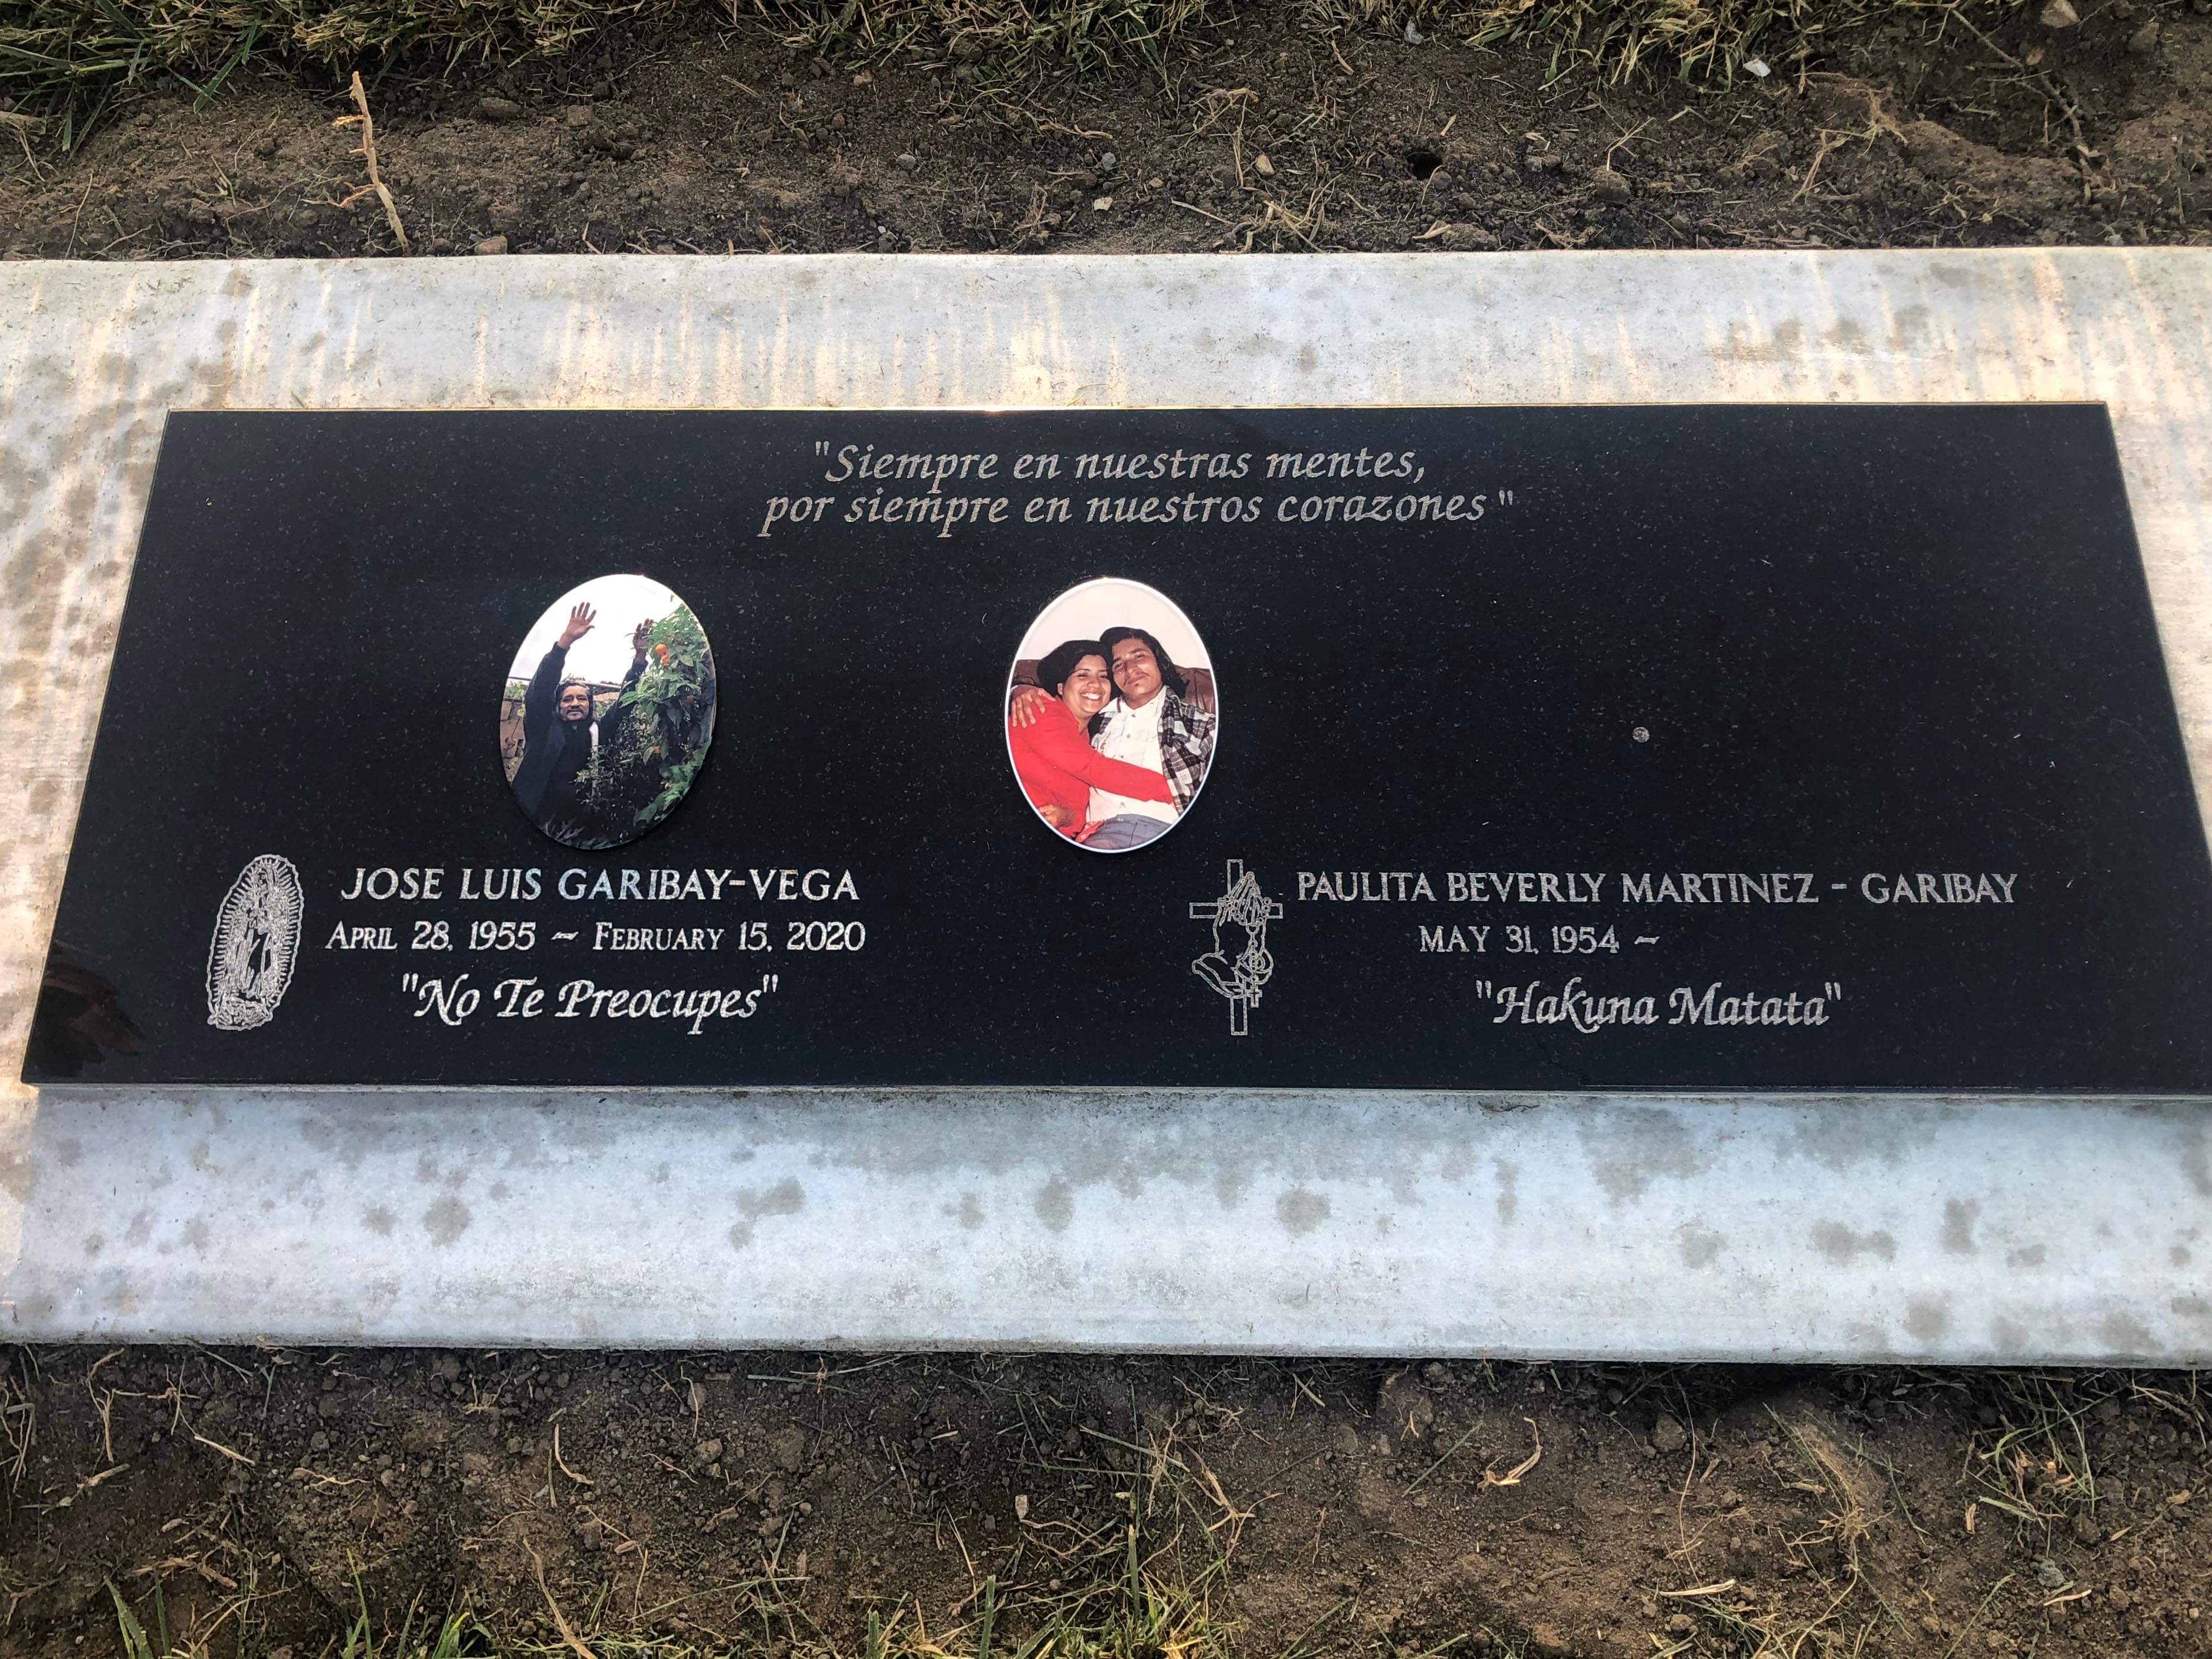 "Siempre en nuestras mentes,
por siempre en nuestros corazones"
JOSE LUIS GARIBAY-VEGA
APRIL 28, 1955 ~ FEBRUARY 15, 2020
"No Te Preocupes"
PAULITA BEVERLY MARTINEZ - GARIBAY
MAY 31, 1954 ~
"Hakuna Matata"